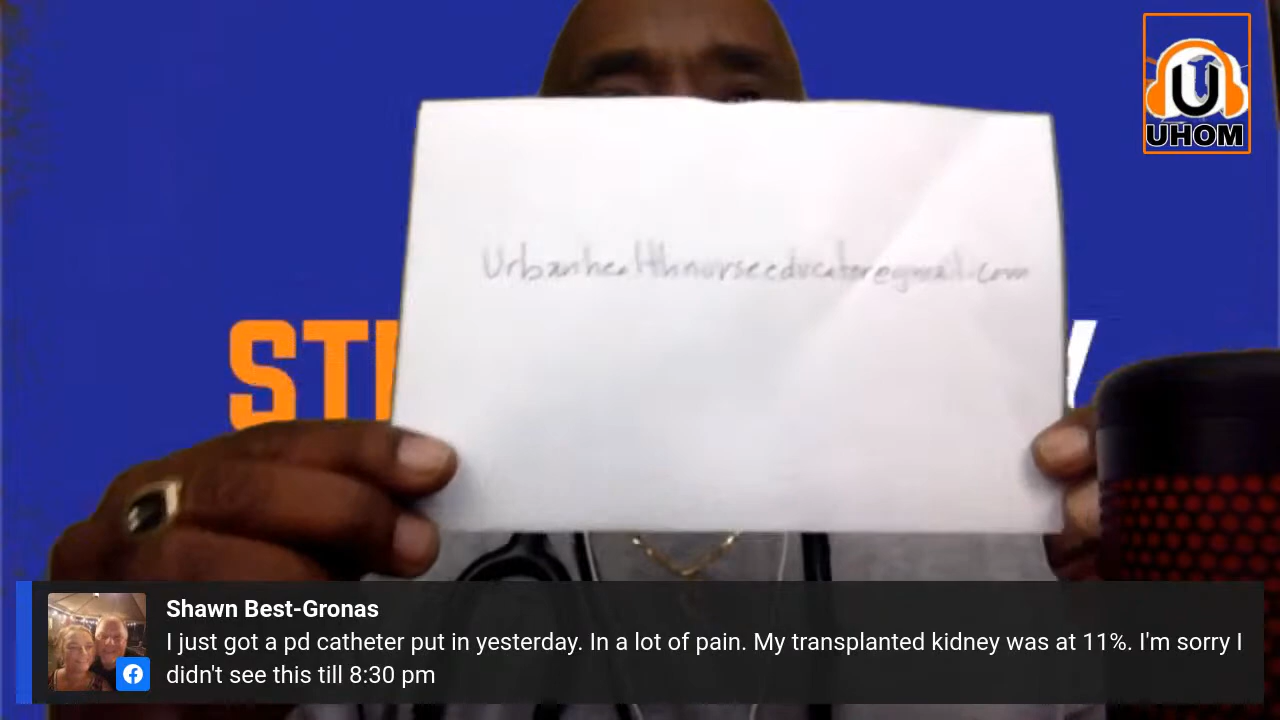 U
UHOM
Urbanhealthnurseeducator@gmail.com
Shawn Best-Gronas
I just got a pd catheter put in yesterday. In a lot of pain. My transplanted kidney was at 11%. I'm sorry I
didn't see this till 8:30 pm